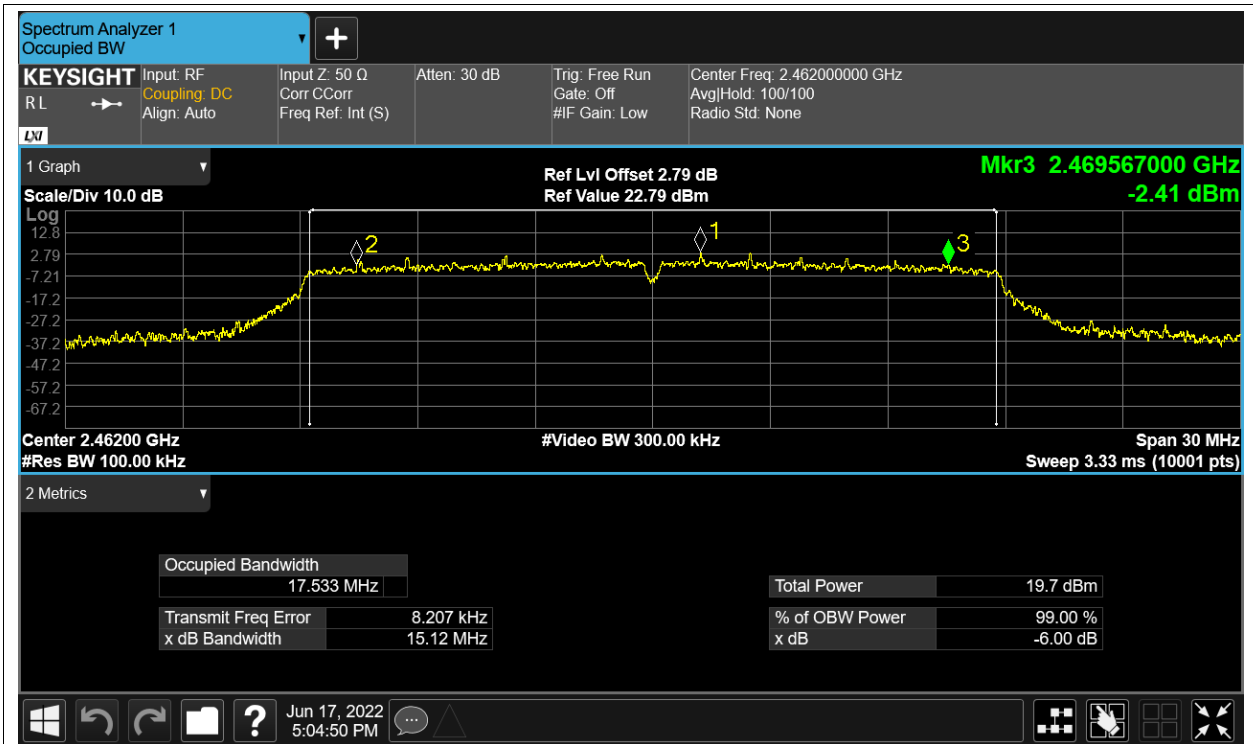 Spectrum Analyzer 1
Occupied BW
KEYSIGHT
R L
LXI
Input: RF
Coupling: DC
Align: Auto
Input Z: 50 Ω
Corr CCorr
Freq Ref: Int (S)
Atten: 30 dB
Trig: Free Run
Gate: Off
#IF Gain: Low
Center Freq: 2.462000000 GHz
Avg|Hold: 100/100
Radio Std: None
1 Graph
Scale/Div 10.0 dB
Ref Lvl Offset 2.79 dB
Ref Value 22.79 dBm
Mkr3 2.469567000 GHz
-2.41 dBm
Log
12.8
2.79
-7.21
-17.2
-27.2
-37.2
-47.2
-57.2
-67.2
2
1
3
Center 2.46200 GHz
#Res BW 100.00 kHz
#Video BW 300.00 kHz
Span 30 MHz
Sweep 3.33 ms (10001 pts)
2 Metrics
Occupied Bandwidth
17.533 MHz
Transmit Freq Error 8.207 kHz
x dB Bandwidth 15.12 MHz
Total Power 19.7 dBm
% of OBW Power 99.00 %
x dB -6.00 dB
?
Jun 17, 2022
5:04:50 PM